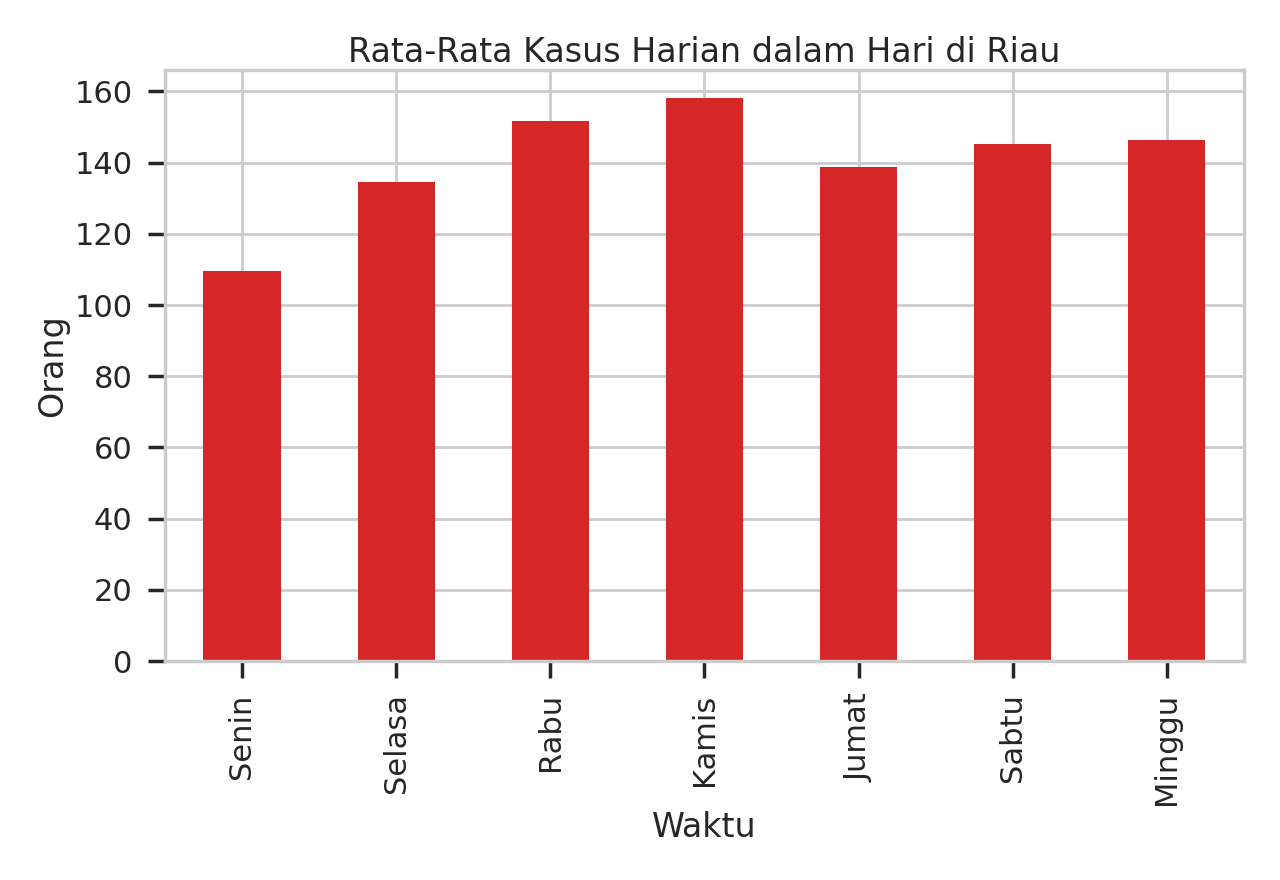 Rata-Rata Kasus Harian dalam Hari di Riau
160
140
120
100
80
60
40
20
0
Orang
Senin
Selasa
Rabu
Kamis
Jumat
Sabtu
Minggu
Waktu